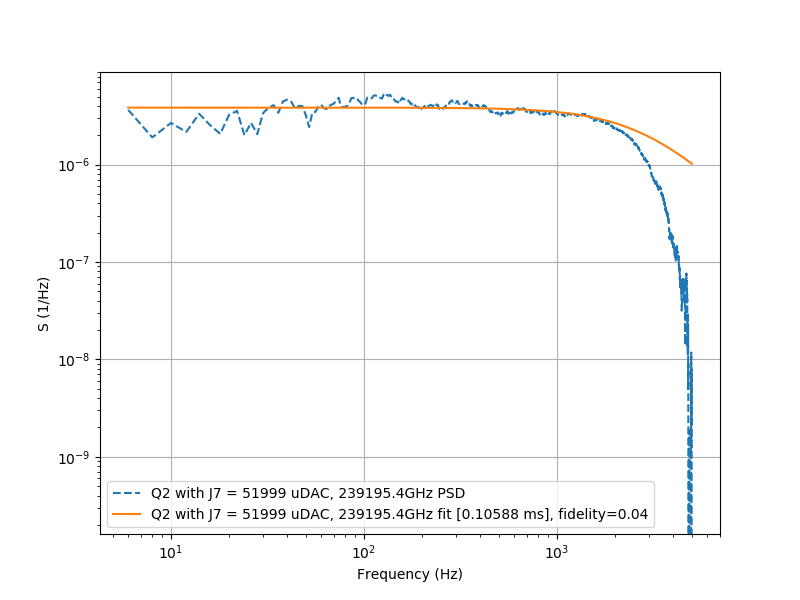 S (1/Hz)
10⁻⁶
10⁻⁷
10⁻⁸
10⁻⁹
Q2 with J7 = 51999 uDAC, 239195.4GHz PSD
Q2 with J7 = 51999 uDAC, 239195.4GHz fit [0.10588 ms], fidelity=0.04
10¹ 10² 10³
Frequency (Hz)